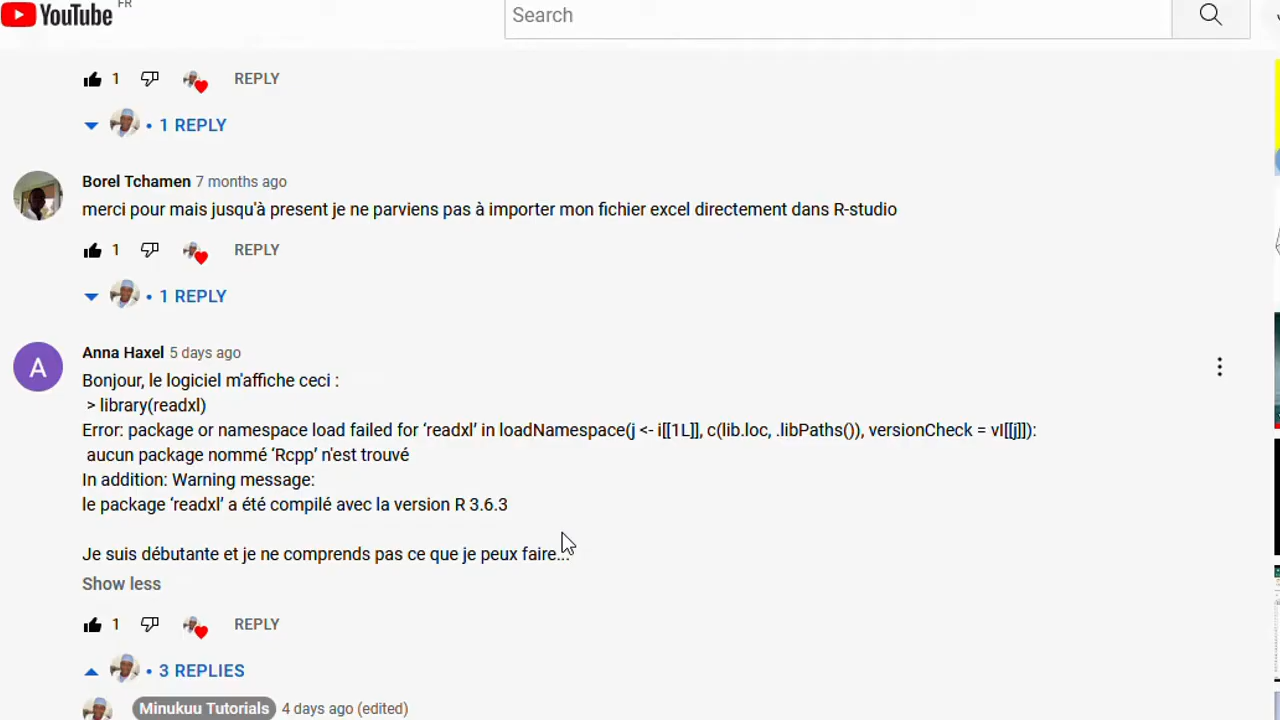 YouTube FR
Search
1 REPLY
• 1 REPLY
Borel Tchamen 7 months ago
merci pour mais jusqu'à present je ne parviens pas à importer mon fichier excel directement dans R-studio
1 REPLY
• 1 REPLY
A
Anna Haxel 5 days ago
Bonjour, le logiciel m'affiche ceci :
> library(readxl)
Error: package or namespace load failed for ‘readxl’ in loadNamespace(j <- i[[1L]], c(lib.loc, .libPaths()), versionCheck = vI[[j]]):
aucun package nommé ‘Rcpp’ n'est trouvé
In addition: Warning message:
le package ‘readxl’ a été compilé avec la version R 3.6.3
Je suis débutante et je ne comprends pas ce que je peux faire...
Show less
1 REPLY
• 3 REPLIES
Minukuu Tutorials 4 days ago (edited)